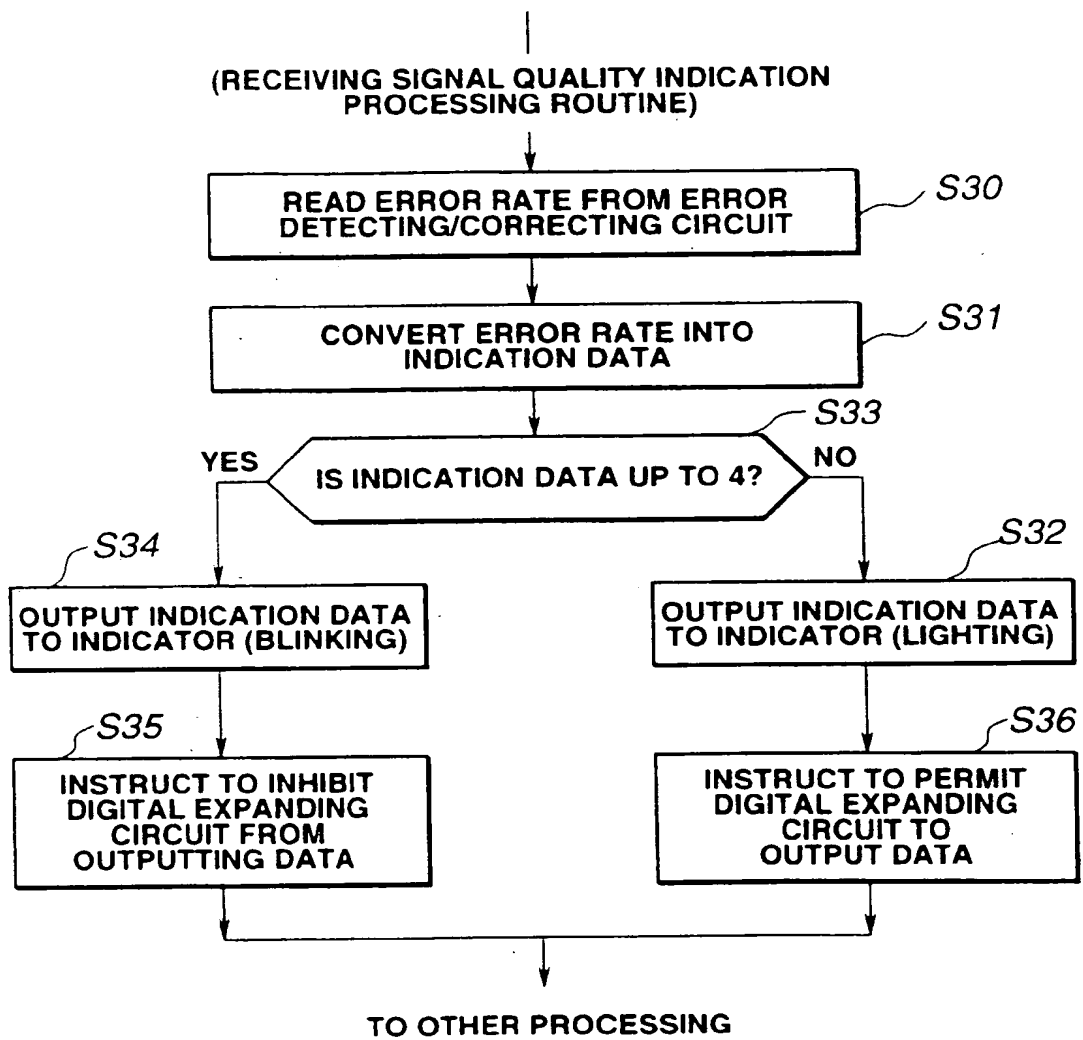 (RECEIVING SIGNAL QUALITY INDICATION
PROCESSING ROUTINE)
S30
READ ERROR RATE FROM ERROR
DETECTING/CORRECTING CIRCUIT
S31
CONVERT ERROR RATE INTO
INDICATION DATA
S33
YES
IS INDICATION DATA UP TO 4?
NO
S34
OUTPUT INDICATION DATA
TO INDICATOR (BLINKING)
S32
OUTPUT INDICATION DATA
TO INDICATOR (LIGHTING)
S35
INSTRUCT TO INHIBIT
DIGITAL EXPANDING
CIRCUIT FROM
OUTPUTTING DATA
S36
INSTRUCT TO PERMIT
DIGITAL EXPANDING
CIRCUIT TO
OUTPUT DATA
TO OTHER PROCESSING